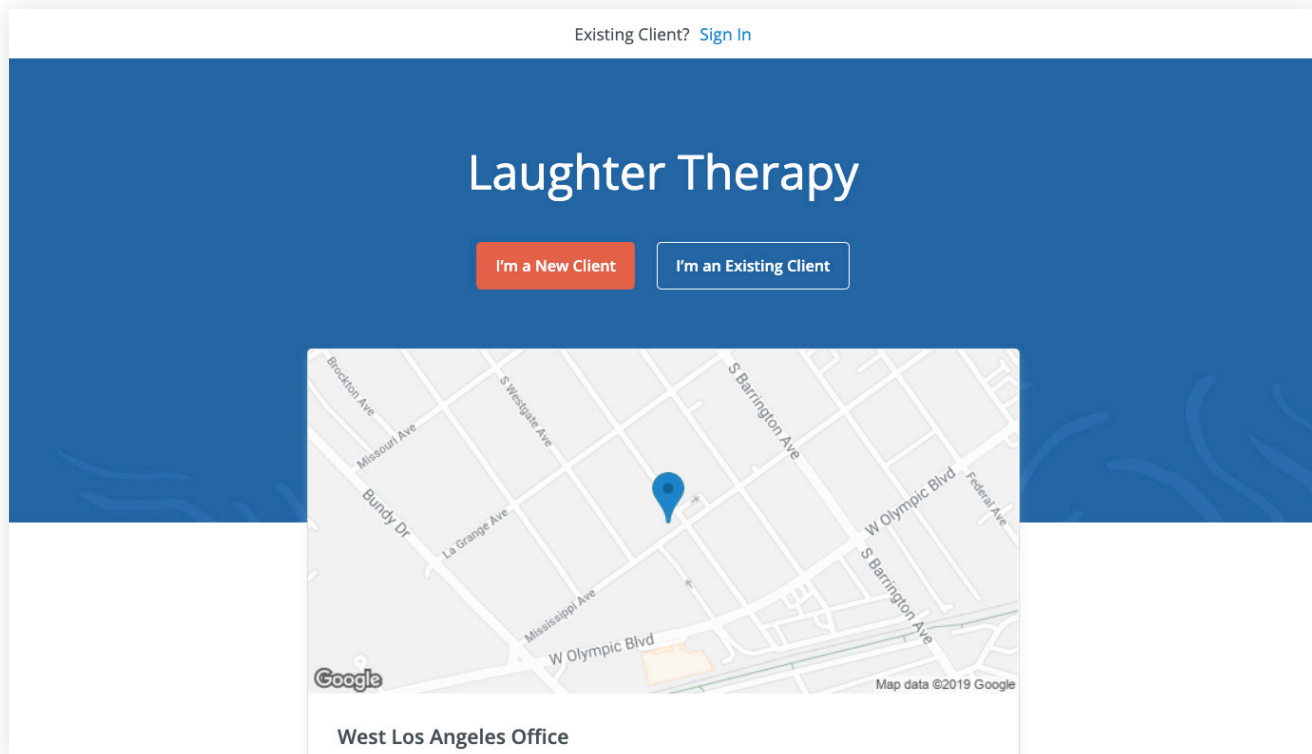 Existing Client? Sign In
Laughter Therapy
I'm a New Client
I'm an Existing Client
Brockton Ave
S Westgate Ave
S Barrington Ave
Missouri Ave
Bundy Dr
La Grange Ave
W Olympic Blvd
Federal Ave
S Barrington Ave
Mississippi Ave
W Olympic Blvd
Google
Map data ©2019 Google
West Los Angeles Office